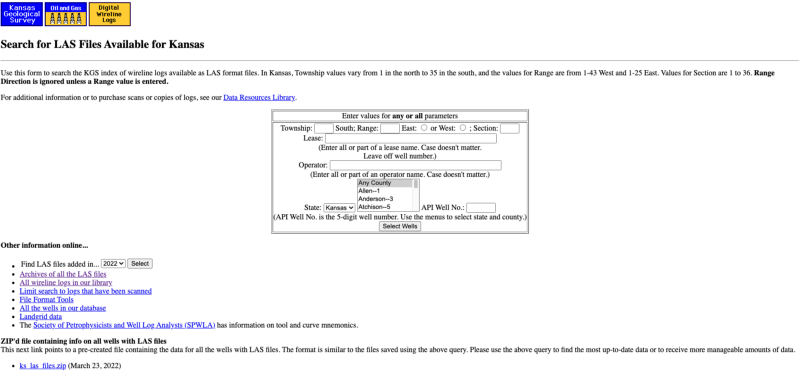 Kansas
Geological
Survey
Oil and Gas
Digital
Wireline
Logs
Search for LAS Files Available for Kansas
Use this form to search the KGS index of wireline logs available as LAS format files. In Kansas, Township values vary from 1 in the north to 35 in the south, and the values for Range are from 1-43 West and 1-25 East. Values for Section are 1 to 36. Range
Direction is ignored unless a Range value is entered.
For additional information or to purchase scans or copies of logs, see our Data Resources Library.
Enter values for any or all parameters
Township: South; Range: East: or West: ; Section:
Lease:
(Enter all or part of a lease name. Case doesn't matter.
Leave off well number.)
Operator:
(Enter all or part of an operator name. Case doesn't matter.)
Any County
Allen--1
Anderson--3
Atchison--5
State: Kansas API Well No.:
(API Well No. is the 5-digit well number. Use the menus to select state and county.)
Select Wells
Other information online...
Find LAS files added in... 2022 Select
Archives of all the LAS files
All wireline logs in our library
Limit search to logs that have been scanned
File Format Tools
All the wells in our database
Landgrid data
The Society of Petrophysicists and Well Log Analysts (SPWLA) has information on tool and curve mnemonics.
ZIP'd file containing info on all wells with LAS files
This next link points to a pre-created file containing the data for all the wells with LAS files. The format is similar to the files saved using the above query. Please use the above query to find the most up-to-date data or to receive more manageable amounts of data.
ks_las_files.zip (March 23, 2022)